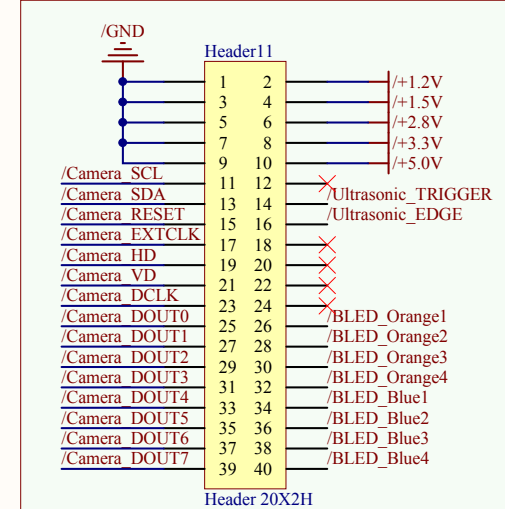 /GND
Header11
1 2 /+1.2V
3 4 /+1.5V
5 6 /+2.8V
7 8 /+3.3V
9 10 /+5.0V
/Camera_SCL 11 12
/Camera_SDA 13 14 /Ultrasonic_TRIGGER
/Camera_RESET 15 16 /Ultrasonic_EDGE
/Camera_EXTCLK 17 18
/Camera_HD 19 20
/Camera_VD 21 22
/Camera_DCLK 23 24
/Camera_DOUT0 25 26 /BLED_Orange1
/Camera_DOUT1 27 28 /BLED_Orange2
/Camera_DOUT2 29 30 /BLED_Orange3
/Camera_DOUT3 31 32 /BLED_Orange4
/Camera_DOUT4 33 34 /BLED_Blue1
/Camera_DOUT5 35 36 /BLED_Blue2
/Camera_DOUT6 37 38 /BLED_Blue3
/Camera_DOUT7 39 40 /BLED_Blue4
Header 20X2H